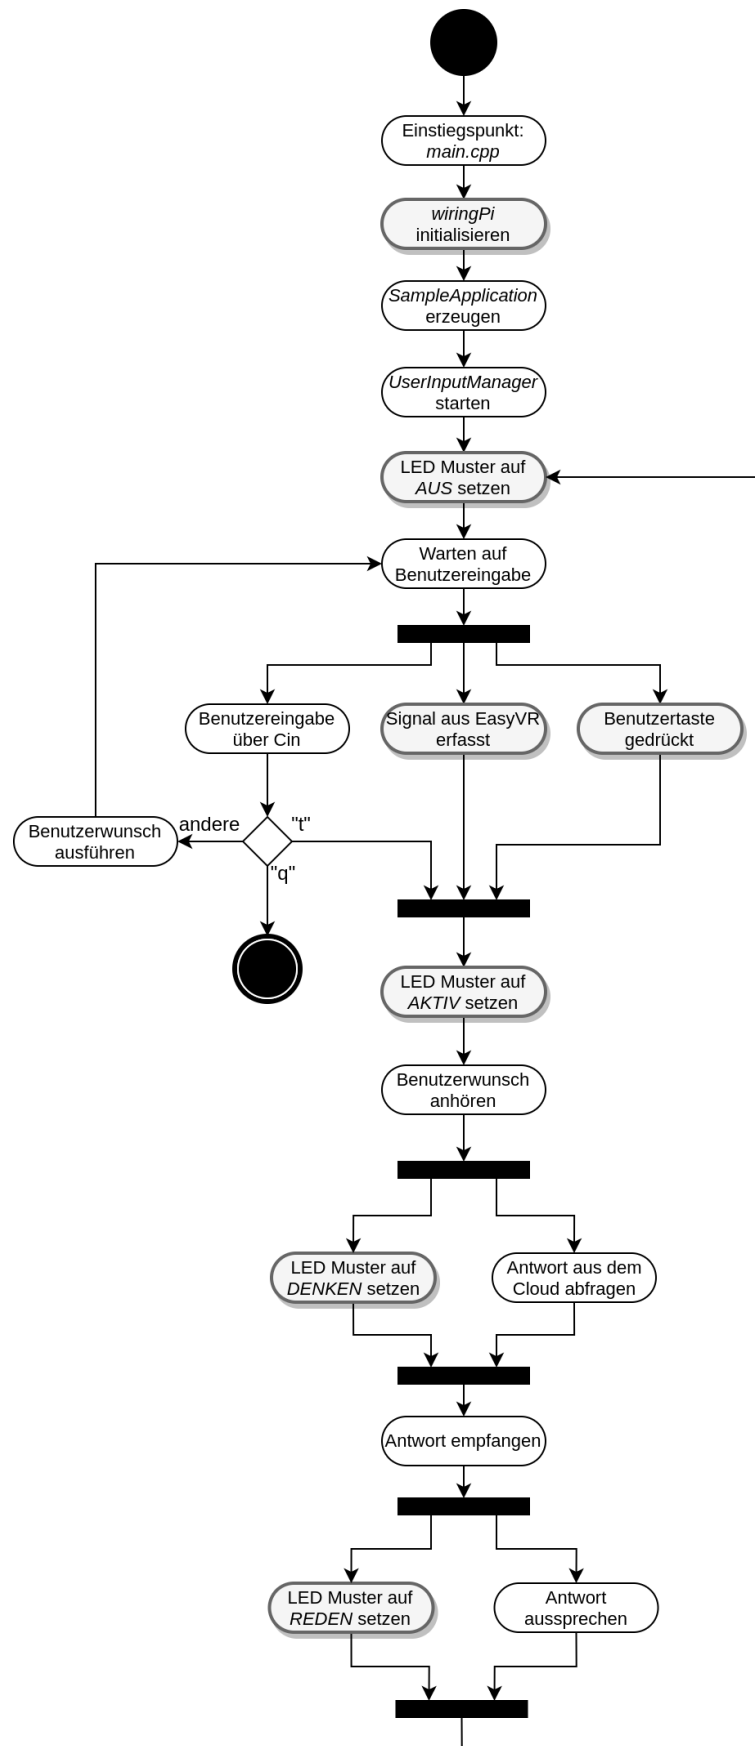 Einstiegspunkt:
main.cpp
wiringPi
initialisieren
SampleApplication
erzeugen
UserInputManager
starten
LED Muster auf
AUS setzen
Warten auf
Benutzereingabe
Benutzereingabe
über Cin
Signal aus EasyVR
erfasst
Benutzertaste
gedrückt
andere
"t"
Benutzerwunsch
ausführen
"q"
LED Muster auf
AKTIV setzen
Benutzerwunsch
anhören
LED Muster auf
DENKEN setzen
Antwort aus dem
Cloud abfragen
Antwort empfangen
LED Muster auf
REDEN setzen
Antwort
aussprechen